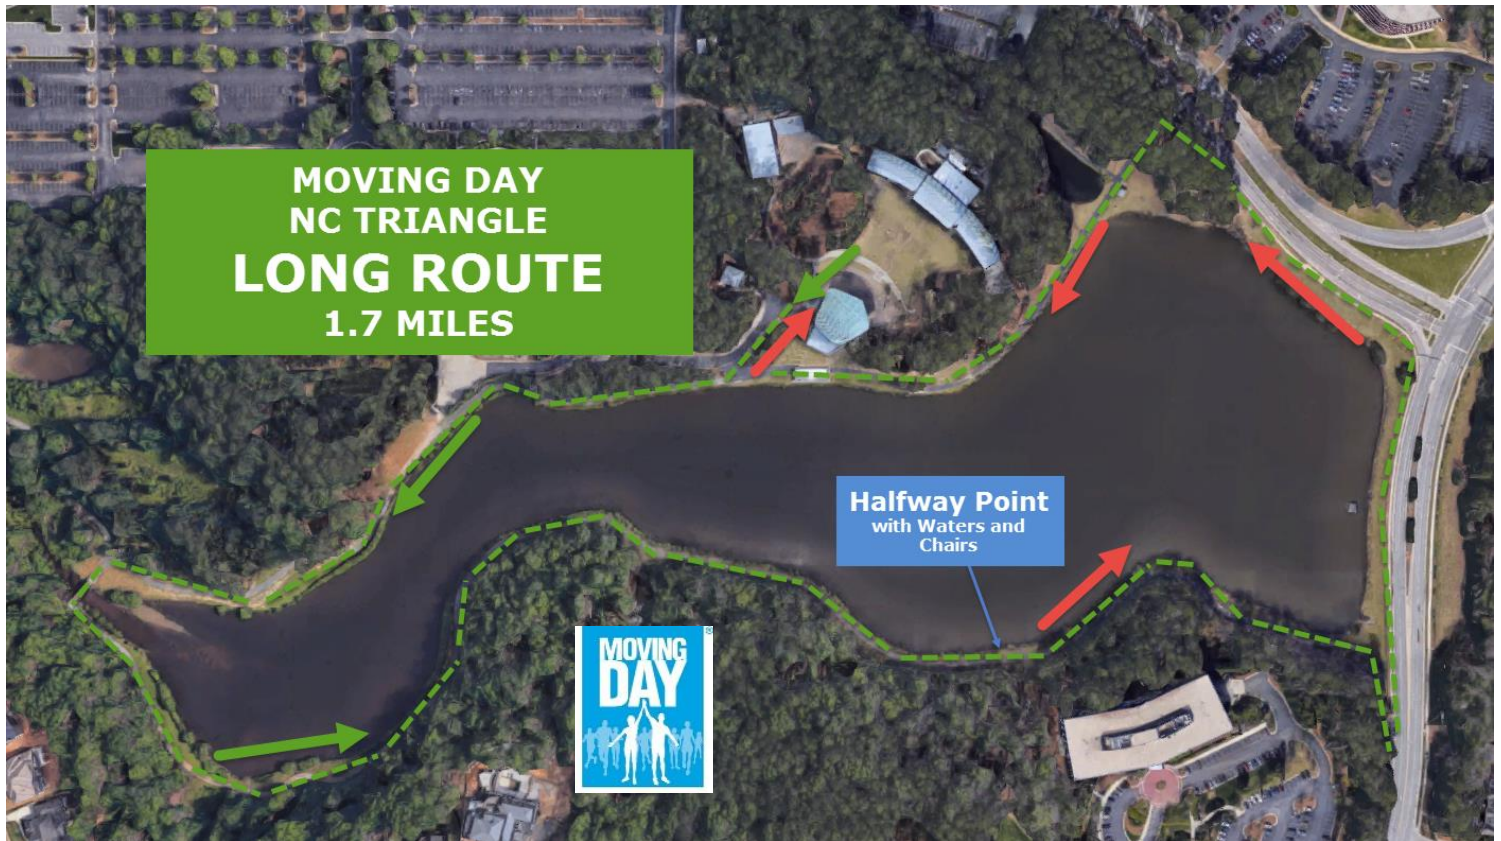 MOVING DAY
NC TRIANGLE
LONG ROUTE
1.7 MILES
Halfway Point
with Waters and
Chairs
MOVING
DAY
®